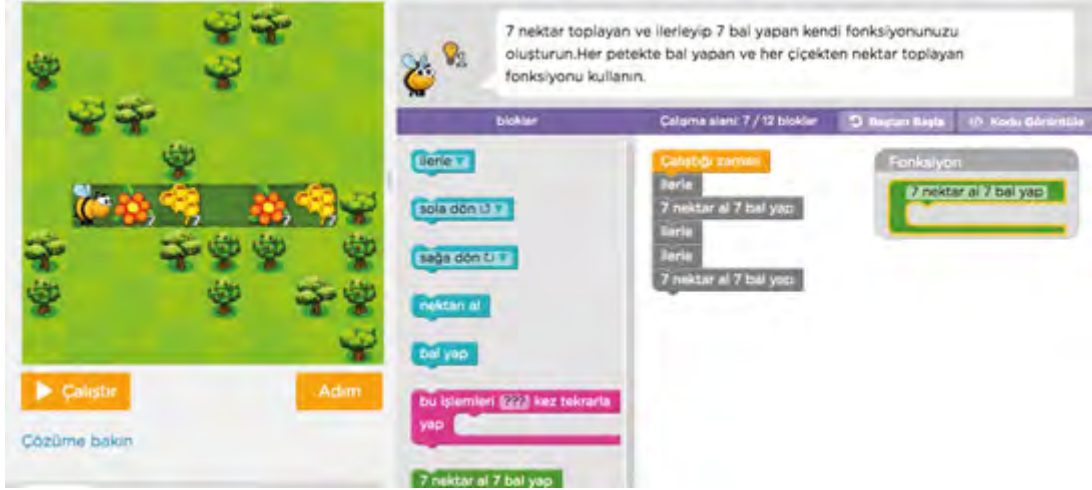 7 nektar toplayan ve ilerleyip 7 bal yapan kendi fonksiyonunuzu
oluşturun.Her petekte bal yapan ve her çiçekten nektar toplayan
fonksiyonu kullanın.
bloklar
Çalışma alanı: 7 / 12 bloklar
Baştan Başla
Kodu Görüntüle
ilerle
sola dön
sağa dön
nektarı al
bal yap
bu işlemleri ??? kez tekrarla
yap
7 nektar al 7 bal yap
Çalıştığı zaman
ilerle
7 nektar al 7 bal yap
ilerle
ilerle
7 nektar al 7 bal yap
Fonksiyon
7 nektar al 7 bal yap
7
7
7
7
Çalıştır
Adım
Çözüme bakın